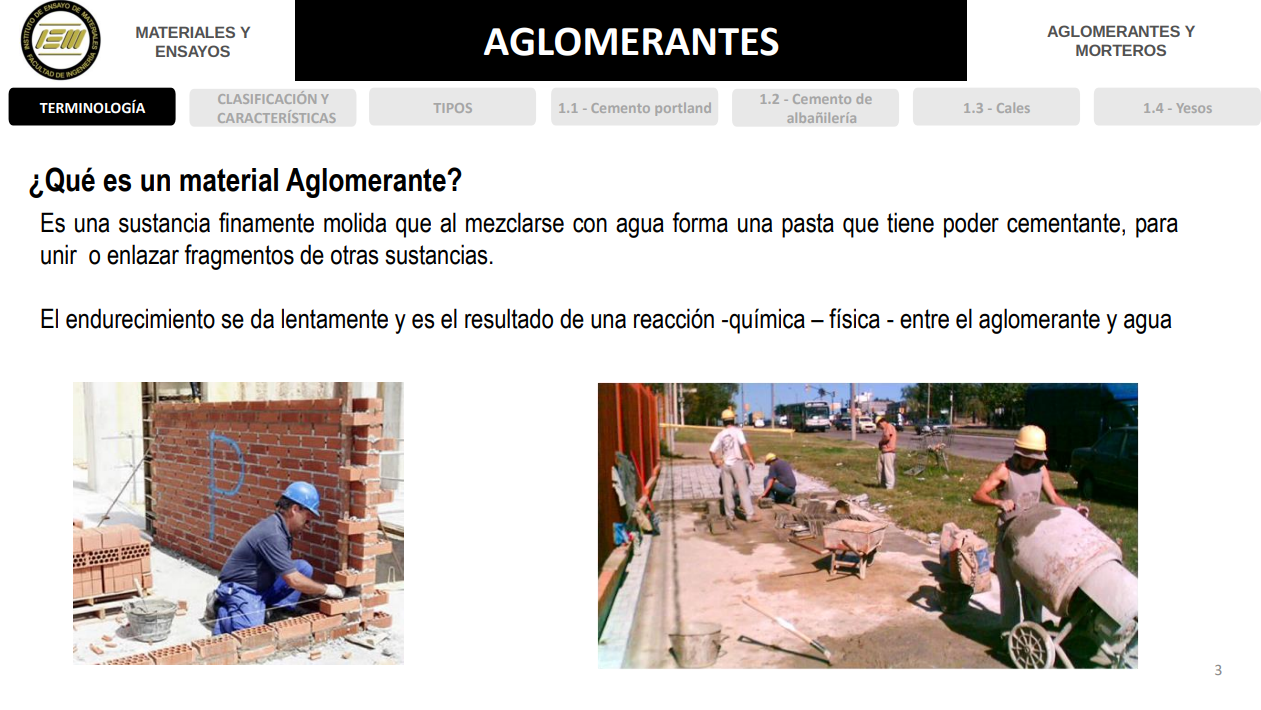 INSTITUTO DE ENSAYO DE MATERIALES
IEM
FACULTAD DE INGENIERÍA
MATERIALES Y
ENSAYOS
AGLOMERANTES
AGLOMERANTES Y
MORTEROS
TERMINOLOGÍA
CLASIFICACIÓN Y
CARACTERÍSTICAS
TIPOS
1.1 - Cemento portland
1.2 - Cemento de
albañilería
1.3 - Cales
1.4 - Yesos
¿Qué es un material Aglomerante?
Es una sustancia finamente molida que al mezclarse con agua forma una pasta que tiene poder cementante, para
unir  o enlazar fragmentos de otras sustancias.
El endurecimiento se da lentamente y es el resultado de una reacción -química – física - entre el aglomerante y agua
P
3